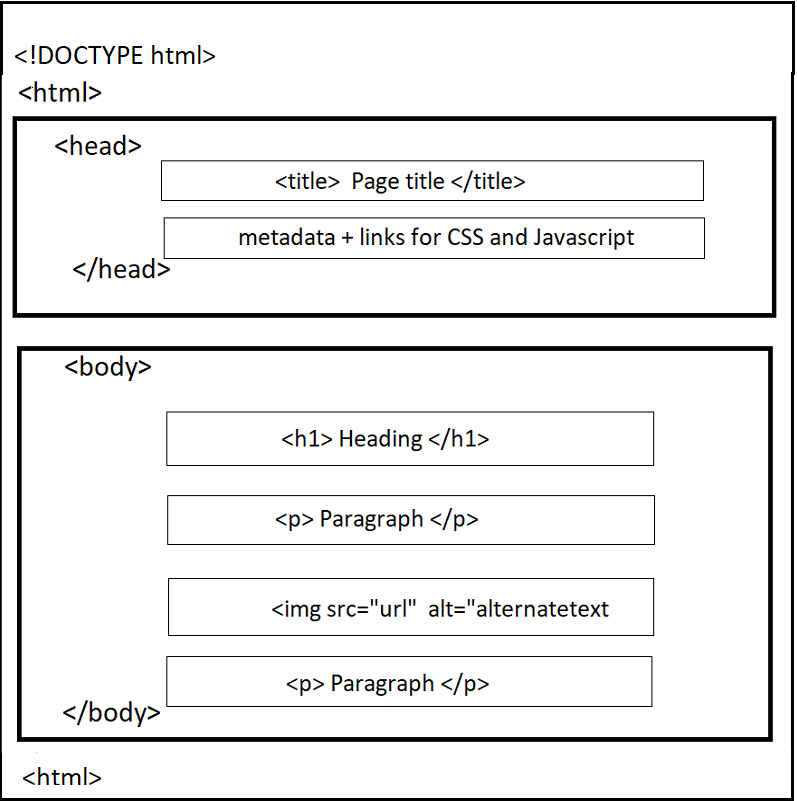 <!DOCTYPE html>
<html>
<head>
<title> Page title </title>
metadata + links for CSS and Javascript
</head>
<body>
<h1> Heading </h1>
<p> Paragraph </p>
<img src="url" alt="alternatetext
<p> Paragraph </p>
</body>
<html>